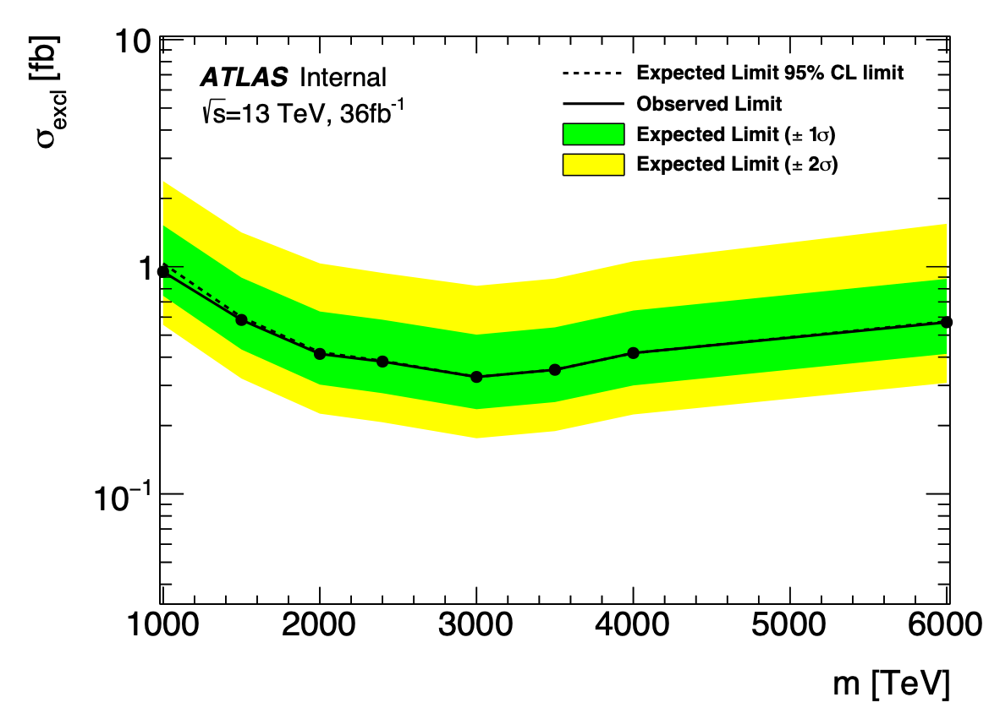 σexcl [fb]
10
1
10⁻¹
ATLAS Internal
√s=13 TeV, 36fb⁻¹
Expected Limit 95% CL limit
Observed Limit
Expected Limit (± 1σ)
Expected Limit (± 2σ)
1000 2000 3000 4000 5000 6000
m [TeV]